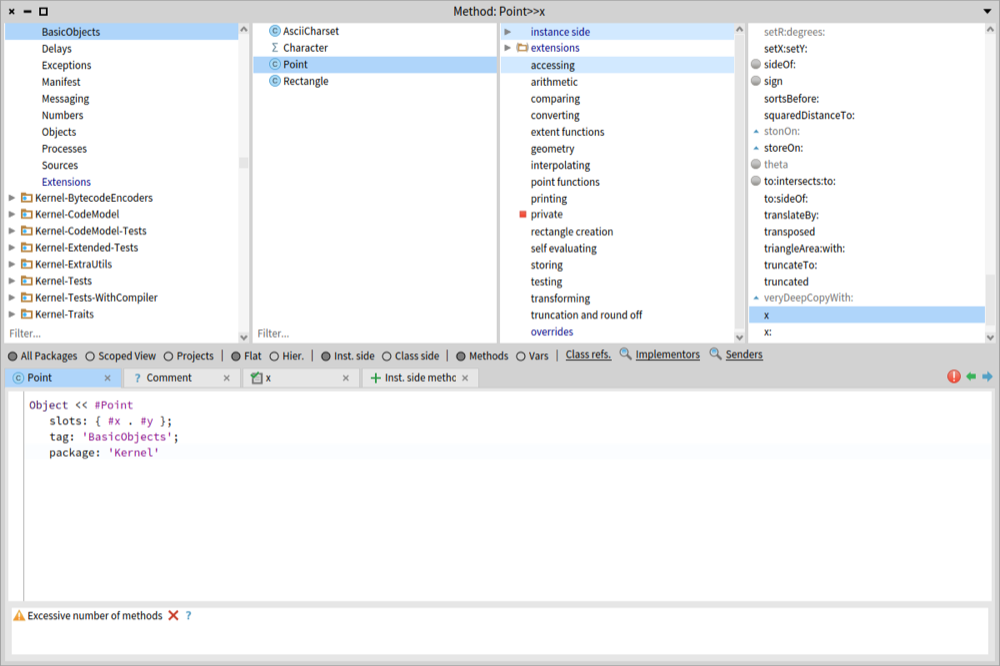 Method: Point>>x
BasicObjects
Delays
Exceptions
Manifest
Messaging
Numbers
Objects
Processes
Sources
Extensions
Kernel-BytecodeEncoders
Kernel-CodeModel
Kernel-CodeModel-Tests
Kernel-Extended-Tests
Kernel-ExtraUtils
Kernel-Tests
Kernel-Tests-WithCompiler
Kernel-Traits
Filter...
AsciiCharset
Character
Point
Rectangle
Filter...
instance side
extensions
accessing
arithmetic
comparing
converting
extent functions
geometry
interpolating
point functions
printing
private
rectangle creation
self evaluating
storing
testing
transforming
truncation and round off
overrides
setR:degrees:
setX:setY:
sideOf:
sign
sortsBefore:
squaredDistanceTo:
stonOn:
storeOn:
theta
to:intersects:to:
to:sideOf:
translateBy:
transposed
triangleArea:with:
truncateTo:
truncated
veryDeepCopyWith:
x
x:
All Packages Scoped View Projects | Flat Hier. | Inst. side Class side | Methods Vars | Class refs. Implementors Senders
Point ? Comment x Inst. side methc
Object << #Point
slots: { #x . #y };
tag: 'BasicObjects';
package: 'Kernel'
Excessive number of methods ?